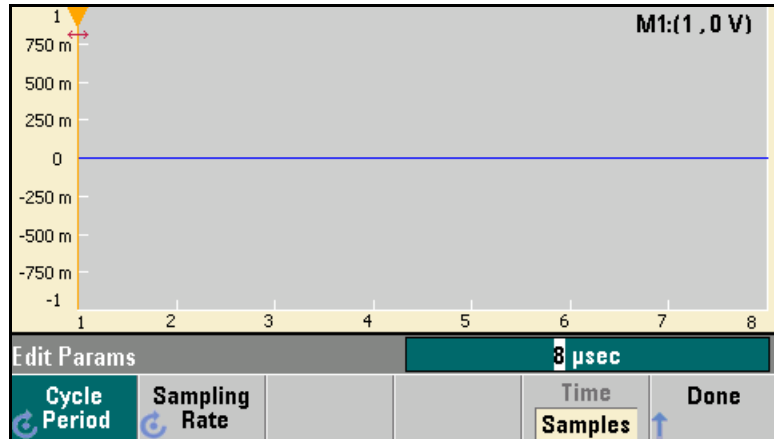 1
M1:(1 , 0 V)
750 m
500 m
250 m
0
-250 m
-500 m
-750 m
-1
1 2 3 4 5 6 7 8
Edit Params
8 µsec
Cycle Period
Sampling Rate
Time
Samples
Done